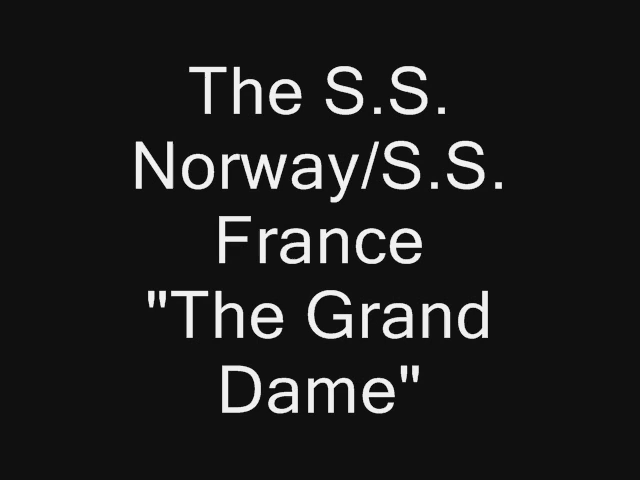 The S.S.
Norway/S.S.
France
"The Grand
Dame"